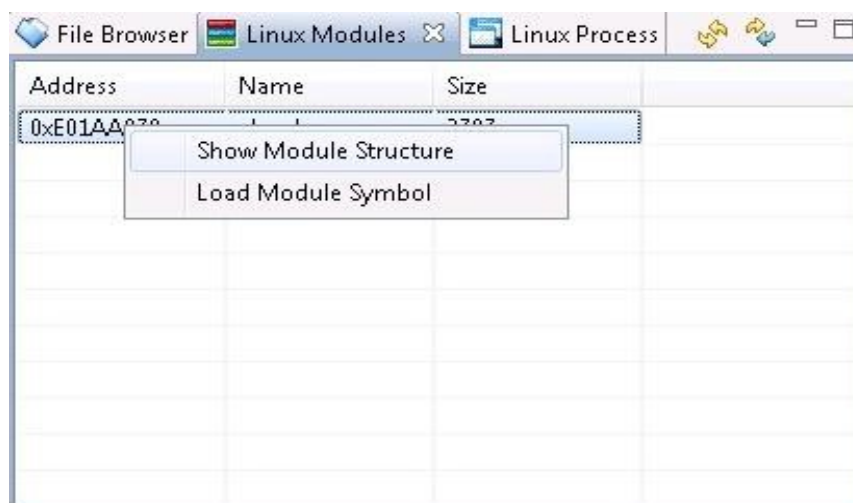 File Browser Linux Modules Linux Process
Address Name Size
Show Module Structure
Load Module Symbol